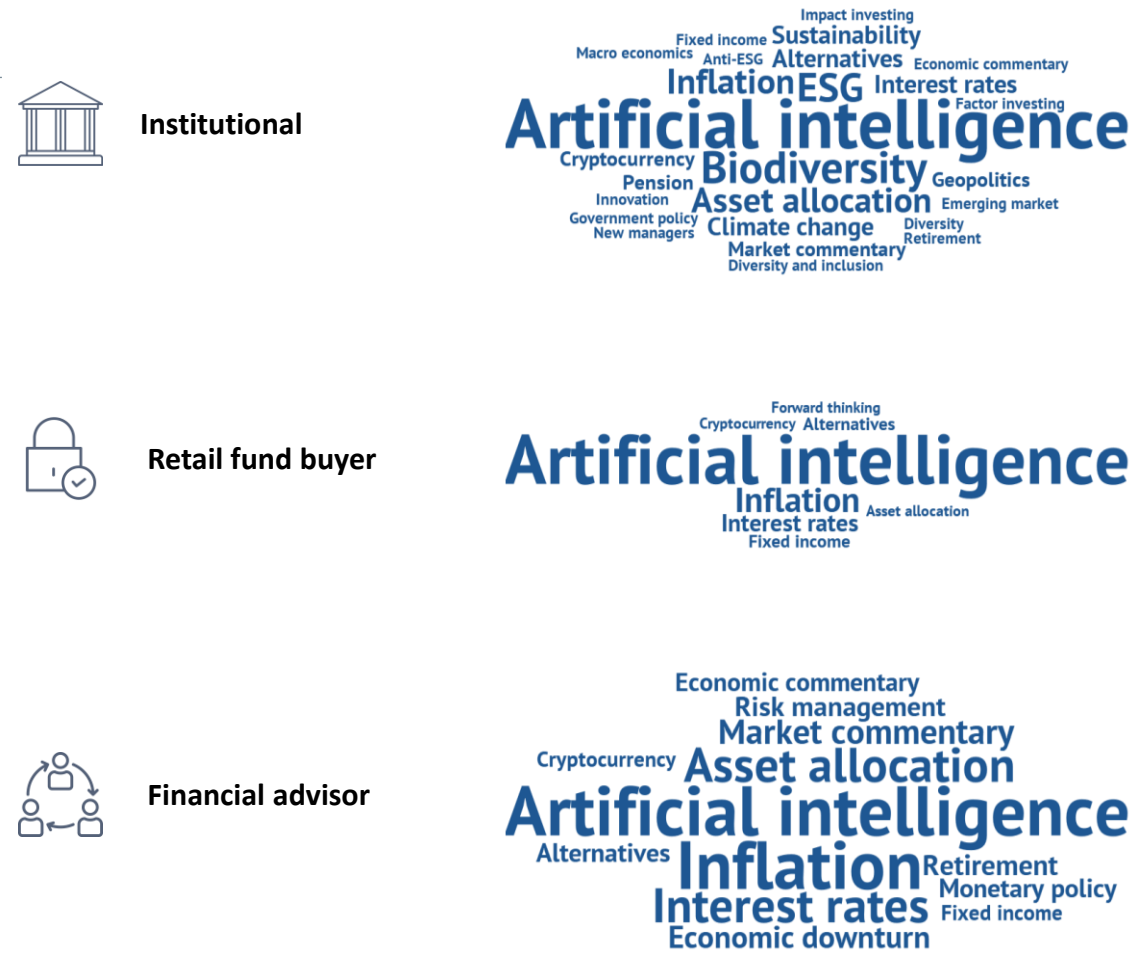 Institutional
Impact investing
Fixed income Sustainability
Macro economics Anti-ESG Alternatives Economic commentary
Inflation ESG Interest rates
Factor investing
Artificial intelligence
Cryptocurrency Biodiversity Geopolitics
Pension
Innovation Asset allocation Emerging market
Government policy Climate change Diversity
New managers Retirement
Market commentary
Diversity and inclusion
Retail fund buyer
Forward thinking
Cryptocurrency Alternatives
Artificial intelligence
Inflation Asset allocation
Interest rates
Fixed income
Financial advisor
Economic commentary
Risk management
Market commentary
Cryptocurrency Asset allocation
Artificial intelligence
Alternatives Inflation Retirement
Monetary policy
Interest rates Fixed income
Economic downturn